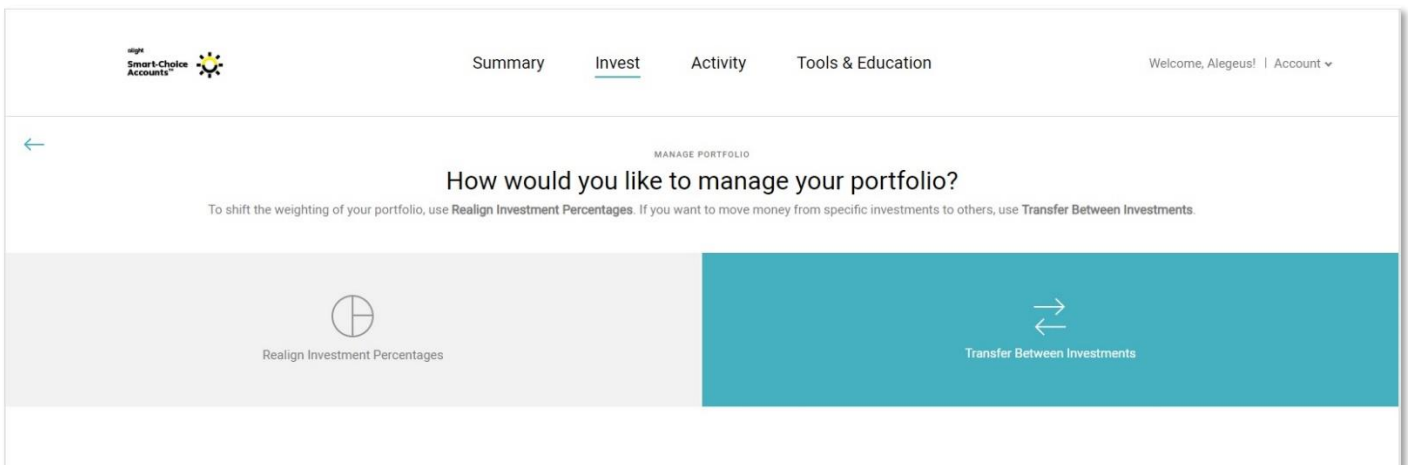 alight
Smart-Choice
Accounts™
Summary Invest Activity Tools & Education
Welcome, Alegeus! | Account
MANAGE PORTFOLIO
How would you like to manage your portfolio?
To shift the weighting of your portfolio, use Realign Investment Percentages. If you want to move money from specific investments to others, use Transfer Between Investments.
Realign Investment Percentages
Transfer Between Investments